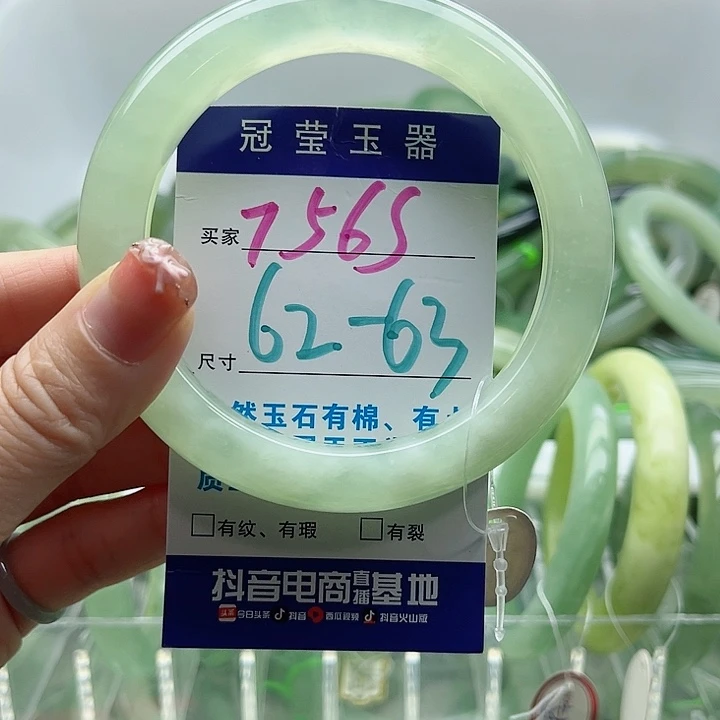 冠莹玉器
买家 7565
尺寸 62-63
然玉石有棉、有
质
□有纹、有瑕 □有裂
抖音电商直播基地
今日头条 抖音 西瓜视频 抖音火山版